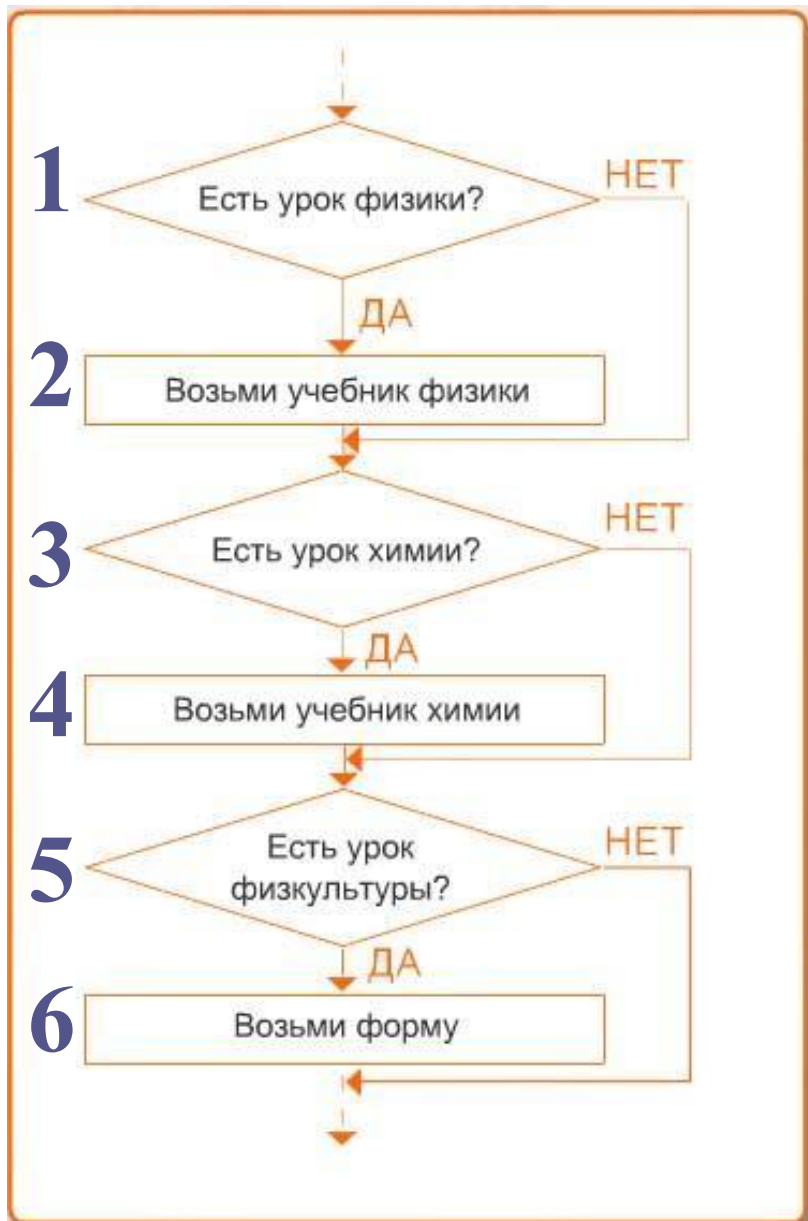 1
Есть урок физики?
НЕТ
ДА
2
Возьми учебник физики
3
Есть урок химии?
НЕТ
ДА
4
Возьми учебник химии
5
Есть урок
физкультуры?
НЕТ
ДА
6
Возьми форму